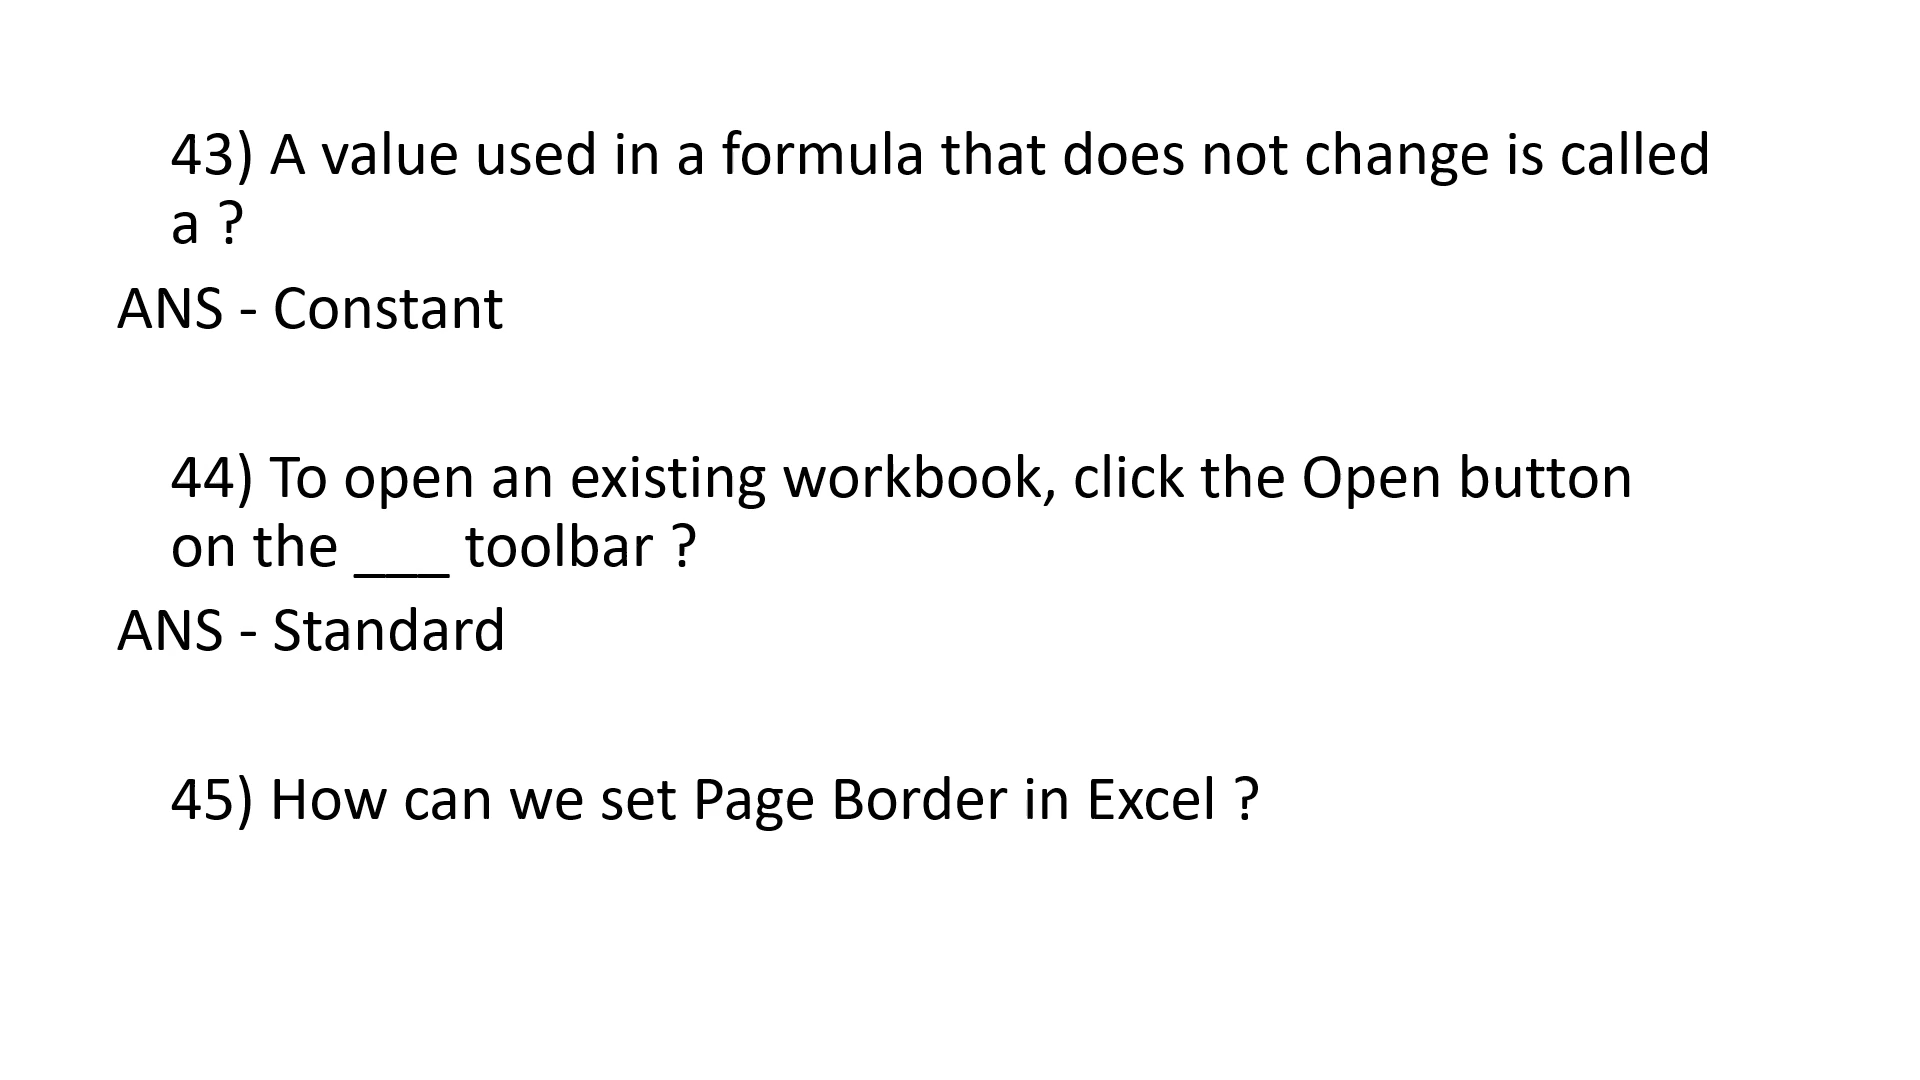 43) A value used in a formula that does not change is called
a ?
ANS - Constant
44) To open an existing workbook, click the Open button
on the ___ toolbar ?
ANS - Standard
45) How can we set Page Border in Excel ?